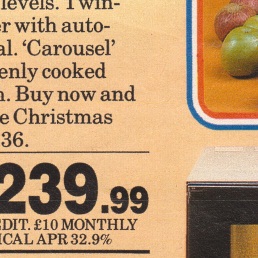 levels. Twin-
er with auto-
al. 'Carousel'
enly cooked
n. Buy now and
e Christmas
36.
239.99
EDIT. £10 MONTHLY
ICAL APR 32.9%